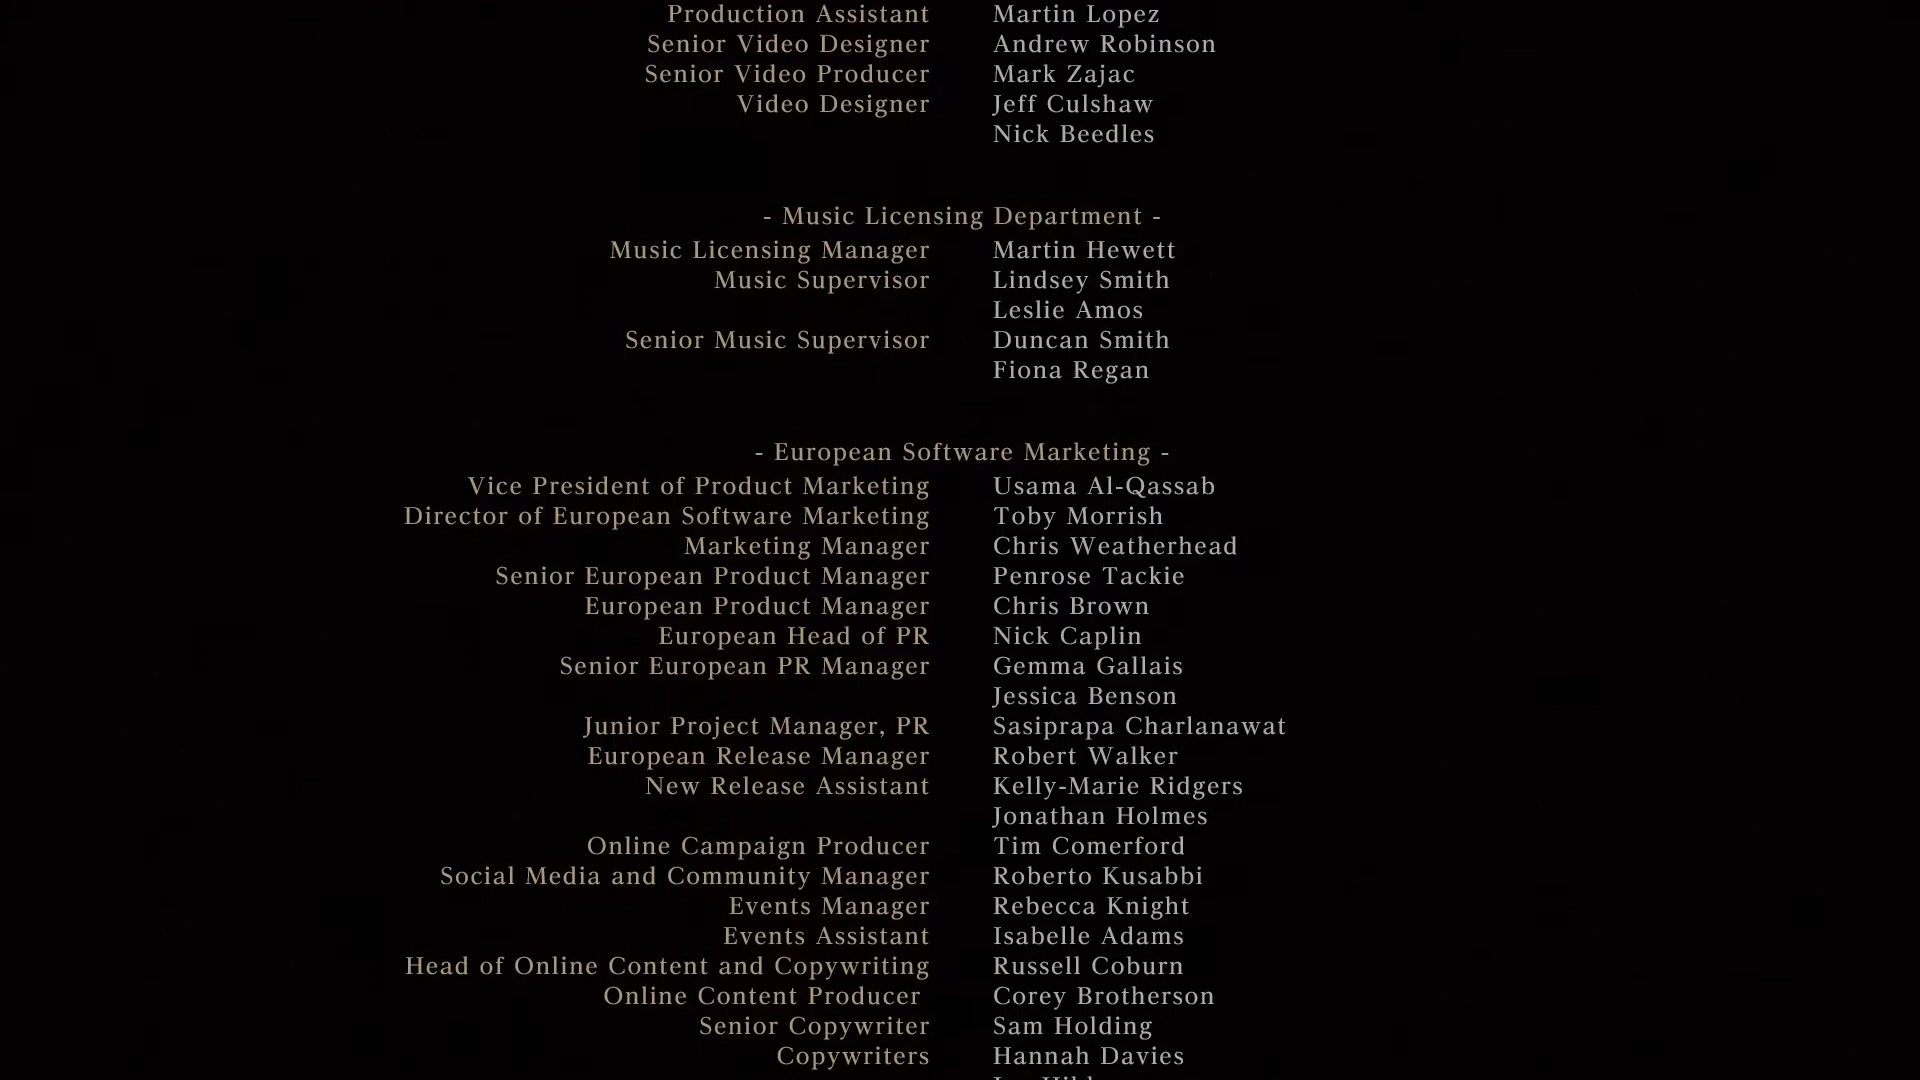 Production Assistant Martin Lopez
Senior Video Designer Andrew Robinson
Senior Video Producer Mark Zajac
Video Designer Jeff Culshaw
Nick Beedles
- Music Licensing Department -
Music Licensing Manager Martin Hewett
Music Supervisor Lindsey Smith
Leslie Amos
Senior Music Supervisor Duncan Smith
Fiona Regan
- European Software Marketing -
Vice President of Product Marketing Usama Al-Qassab
Director of European Software Marketing Toby Morrish
Marketing Manager Chris Weatherhead
Senior European Product Manager Penrose Tackie
European Product Manager Chris Brown
European Head of PR Nick Caplin
Senior European PR Manager Gemma Gallais
Jessica Benson
Junior Project Manager, PR Sasiprapa Charlanawat
European Release Manager Robert Walker
New Release Assistant Kelly-Marie Ridgers
Jonathan Holmes
Online Campaign Producer Tim Comerford
Social Media and Community Manager Roberto Kusabbi
Events Manager Rebecca Knight
Events Assistant Isabelle Adams
Head of Online Content and Copywriting Russell Coburn
Online Content Producer Corey Brotherson
Senior Copywriter Sam Holding
Copywriters Hannah Davies